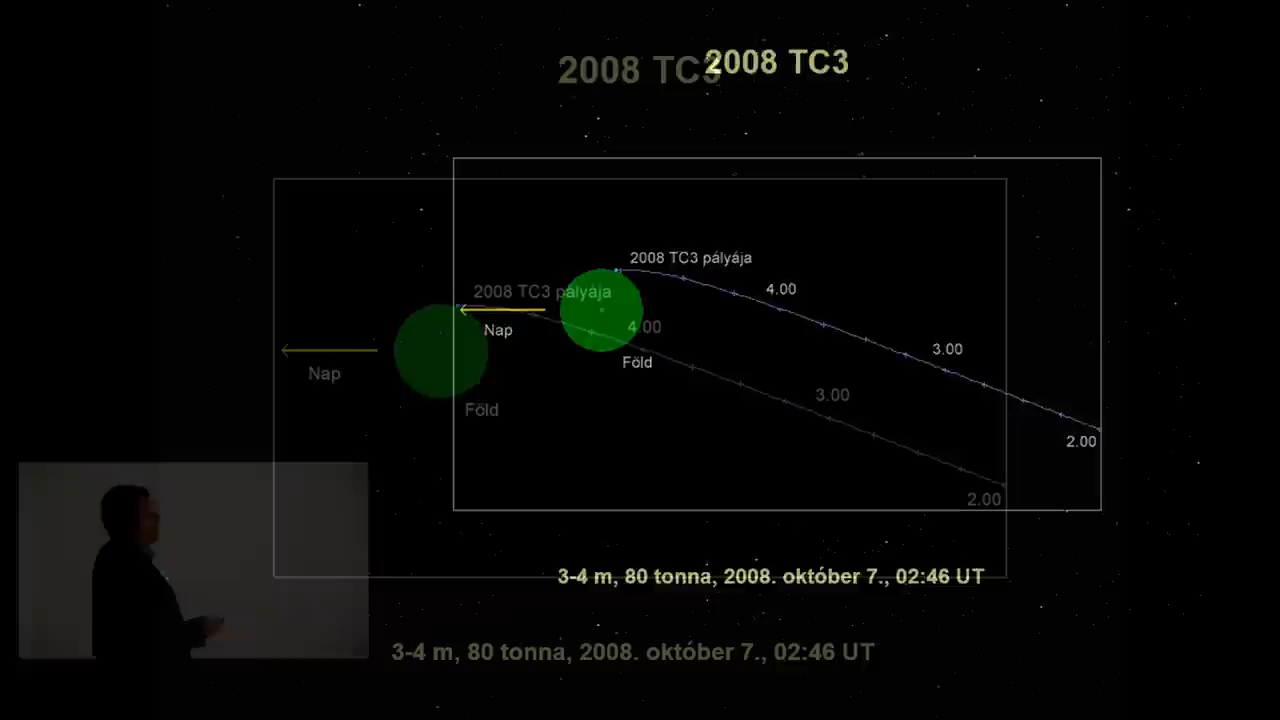 2008 TC3
2008 TC3
2008 TC3 pályája
4.00
2008 TC3 pályája
4.00
Nap
3.00
Föld
Nap
3.00
Föld
2.00
2.00
3-4 m, 80 tonna, 2008. október 7., 02:46 UT
3-4 m, 80 tonna, 2008. október 7., 02:46 UT